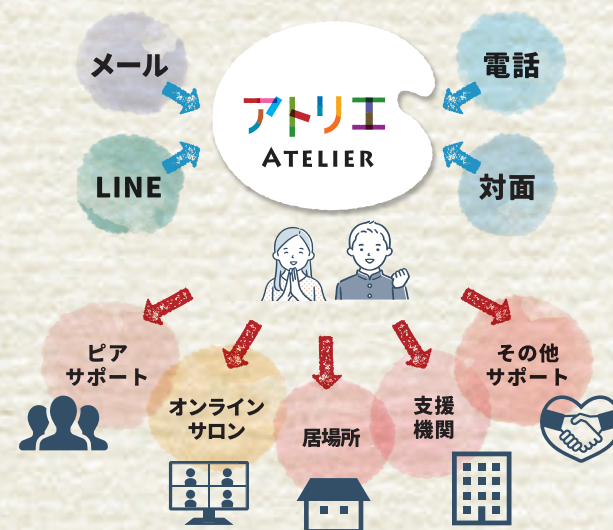 メール
電話
アトリエ
ATELIER
LINE
対面
ピア
サポート
オンライン
サロン
居場所
支援
機関
その他
サポート